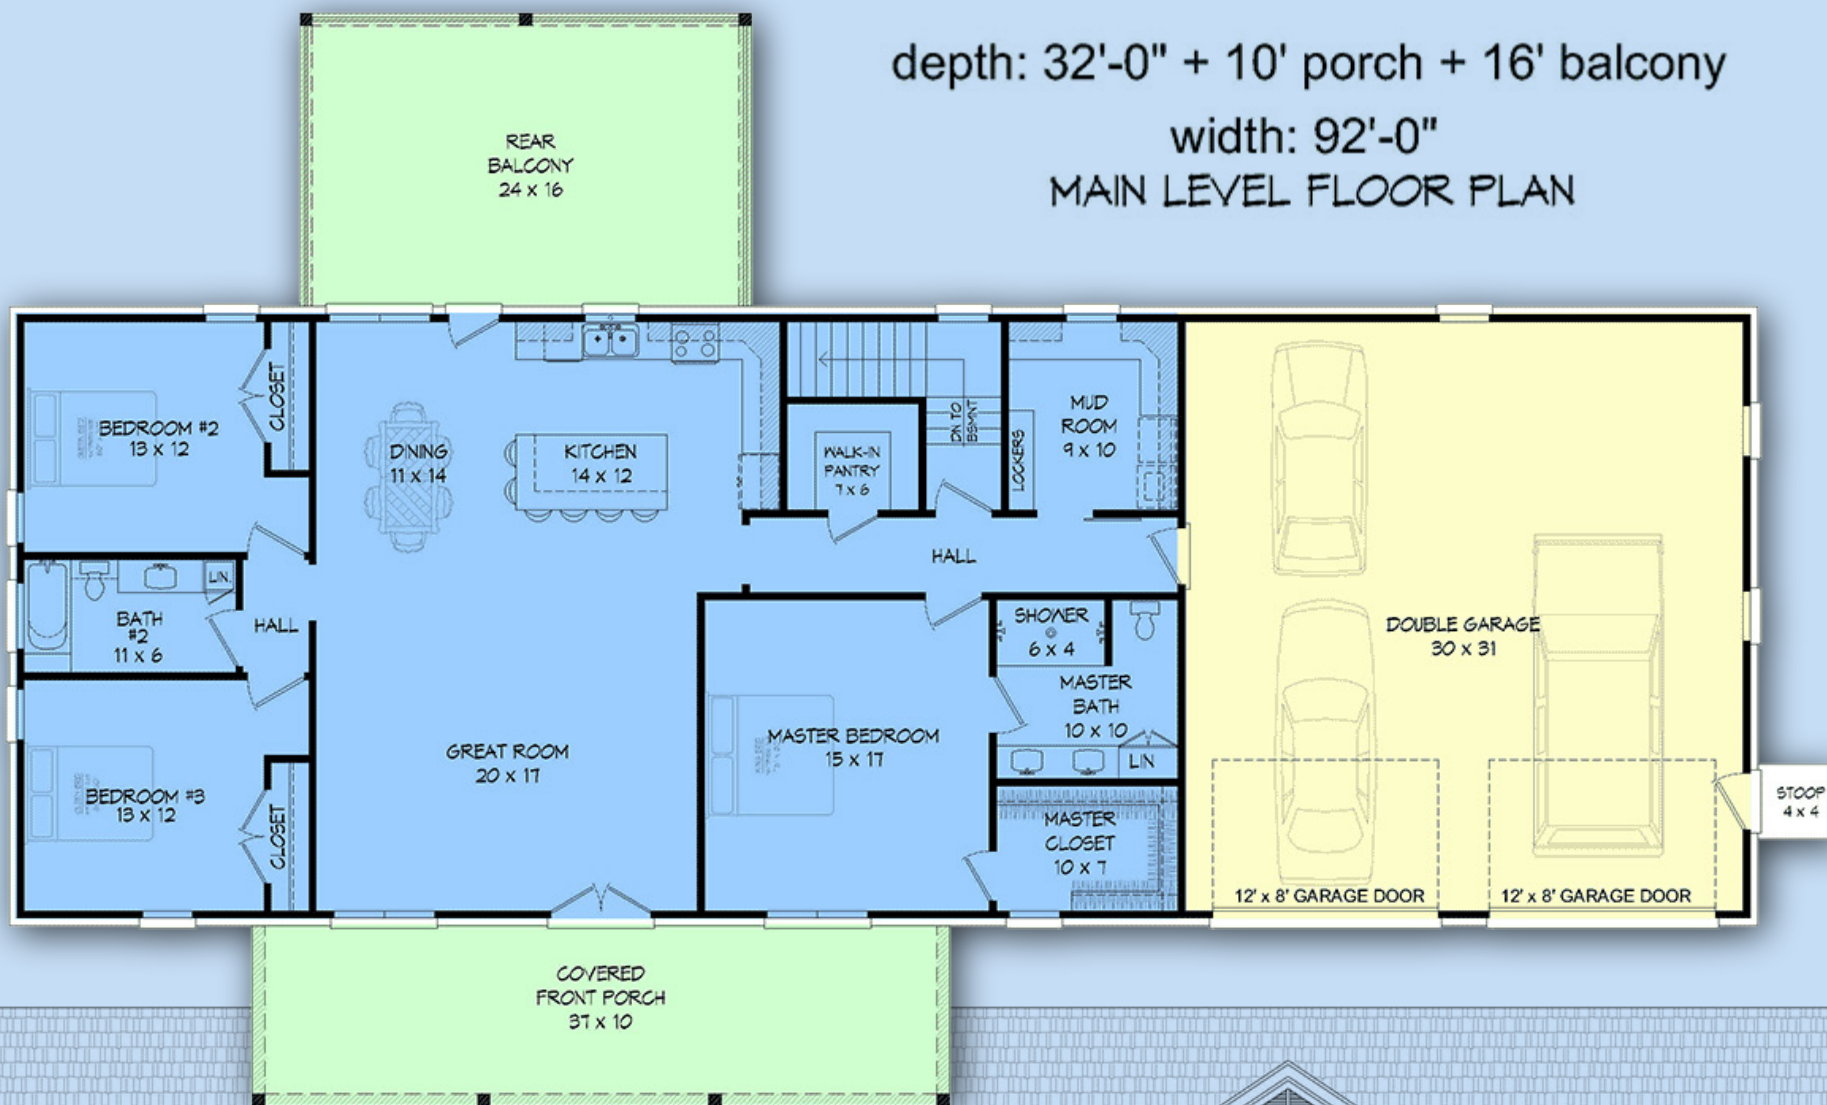 depth: 32'-0" + 10' porch + 16' balcony
width: 92'-0"
MAIN LEVEL FLOOR PLAN
REAR
BALCONY
24 x 16
BEDROOM #2
13 x 12
CLOSET
DINING
11 x 14
KITCHEN
14 x 12
WALK-IN
PANTRY
7 x 6
DN TO
BSMNT
LOCKERS
MUD
ROOM
9 x 10
HALL
LIN.
BATH
#2
11 x 6
HALL
SHOWER
6 x 4
MASTER
BATH
10 x 10
LIN
DOUBLE GARAGE
30 x 31
GREAT ROOM
20 x 17
MASTER BEDROOM
15 x 17
BEDROOM #3
13 x 12
CLOSET
MASTER
CLOSET
10 x 7
STOOP
4 x 4
12' x 8' GARAGE DOOR
12' x 8' GARAGE DOOR
COVERED
FRONT PORCH
37 x 10